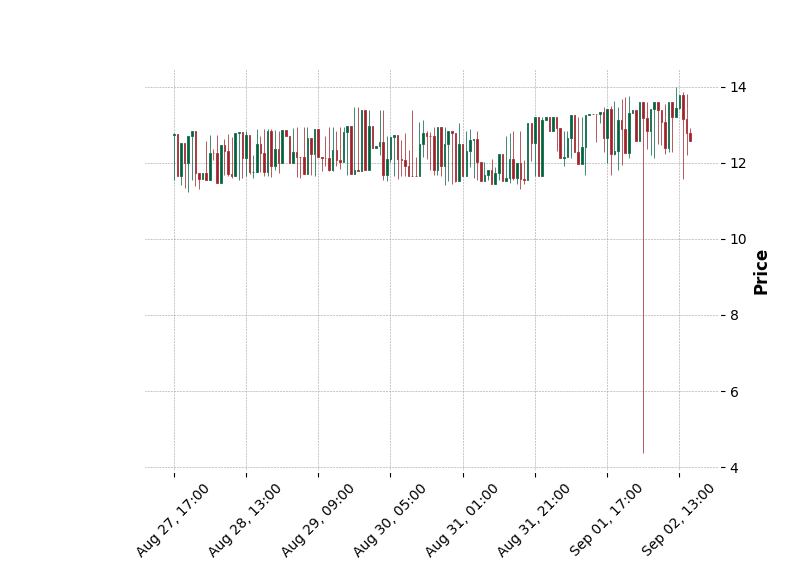 14
12
10
8
6
4
Price
Aug 27, 17:00
Aug 28, 13:00
Aug 29, 09:00
Aug 30, 05:00
Aug 31, 01:00
Aug 31, 21:00
Sep 01, 17:00
Sep 02, 13:00